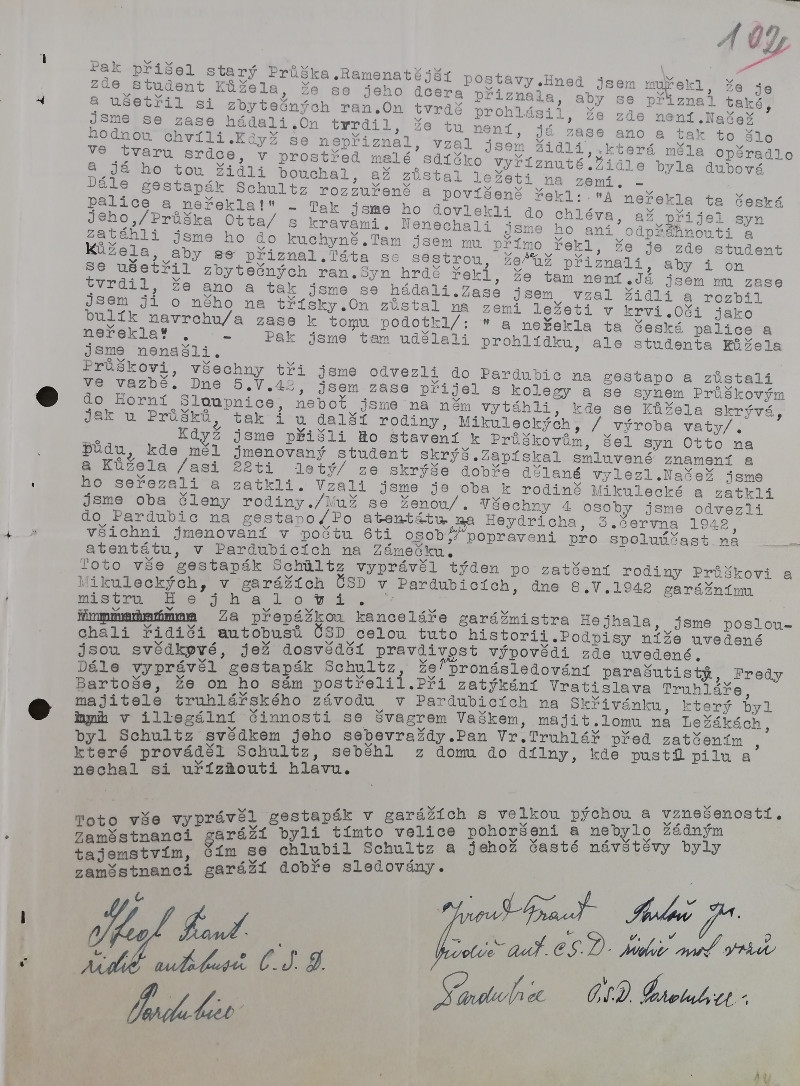 102
Pak přišel starý Průška.Ramenatější postavy.Hned jsem mu řekl, že je
zde student Kůžela, že se jeho dcera přiznala, aby se přiznal také,
a ušetřil si zbytečných ran.On tvrdě prohlásil, že zde není.Načež
jsme se zase hádali.On tvrdil, že tu není, já zase ano a tak to šlo
hodnou chvíli.Když se nepřiznal, vzal jsem židli, která měla opěradlo
ve tvaru srdce, v prostřed malé sdíčko vyříznuté.Židle byla dubová
a já ho tou židli bouchal, až zůstal ležeti na zemi. -
Dále gestapák Schultz rozzuřeně a povíšeně řekl: "A neřekla ta česká
palice a neřekla!" - Tak jsme ho dovlekli do chléva, až přijel syn
jeho,/Průška Otta/ s kravami. Nenechali jsme ho ani odpřáhnouti a
zatáhli jsme ho do kuchyně.Tam jsem mu přímo řekl, že je zde student
Kůžela, aby se přiznal.Táta se sestrou, že už přiznali, aby i on
se ušetřil zbytečných ran.Syn hrdě řekl, že tam není.Já jsem mu zase
tvrdil, že ano a tak jsme se hádali.Zase jsem vzal židli a rozbil
jsem ji o něho na třísky.On zůstal na zemi ležeti v krvi.Oči jako
bulík navrchu/a zase k tomu podotkl/: " a neřekla ta česká palice a
neřekla" . - Pak jsme tam udělali prohlídku, ale studenta Kůžela
jsme nenašli.
Průškovi, všechny tři jsme odvezli do Pardubic na gestapo a zůstali
ve vazbě. Dne 5.V.42, jsem zase přijel s kolegy a se synem Průškovým
do Horní Sloupnice, neboť jsme na něm vytáhli, kde se Kůžela skrývá,
jak u Průšků, tak i u další rodiny, Mikuleckých, / výroba vaty/.
Když jsme přišli do stavení k Průškovům, šel syn Otto na
půdu, kde měl jmenovaný student skrýš.Zapískal smluvené znamení a
a Kůžela /asi 22ti letý/ ze skrýše dobře dělané vylezl.Načež jsme
ho seřezali a zatkli. Vzali jsme je oba k rodině Mikulecké a zatkli
jsme oba členy rodiny./Muž se ženou/. Všechny 4 osoby jsme odvezli
do Pardubic na gestapo./Po atentátu na Heydricha, 3.června 1942,
všichni jmenování v počtu 6ti osob, popraveni pro spoluúčast na
atentátu, v Pardubicích na Zámečku.
Toto vše gestapák Schultz vyprávěl týden po zatčení rodiny Průškovi a
Mikuleckých, v garážích ČSD v Pardubicích, dne 8.V.1942 garážnímu
mistru H e j h a l o v i .
Za přepážkou kanceláře garážmistra Hejhala, jsme poslou-
chali řidiči autobusů ČSD celou tuto historii.Podpisy níže uvedené
jsou svědkové, jež dosvědčí pravdivost výpovědi zde uvedené.
Dále vyprávěl gestapák Schultz, že pronásledování parašutistů, Fredy
Bartoše, že on ho sám postřelil.Při zatýkání Vratislava Truhláře,
majitele truhlářského závodu v Pardubicích na Skřivánku, který byl
v illegální činnosti se švagrem Vaškem, majit.lomu na Ležákách,
byl Schultz svědkem jeho sebevraždy.Pan Vr.Truhlář před zatčením ,
které prováděl Schultz, seběhl z domu do dílny, kde pustil pilu a
nechal si uříznouti hlavu.
Toto vše vyprávěl gestapák v garážích s velkou pýchou a vznešeností.
Zaměstnanci garáží byli tímto velice pohoršeni a nebylo žádným
tajemstvím, čím se chlubil Schultz a jehož časté návštěvy byly
zaměstnanci garáží dobře sledovány.
Štegl Frant.
řidič autobusů Č.S.D.
Pardubice
Jirout Frant
řidič aut. ČS.D.
Pardubice
řidič mot vozů
Č.S.D. Pardubice.